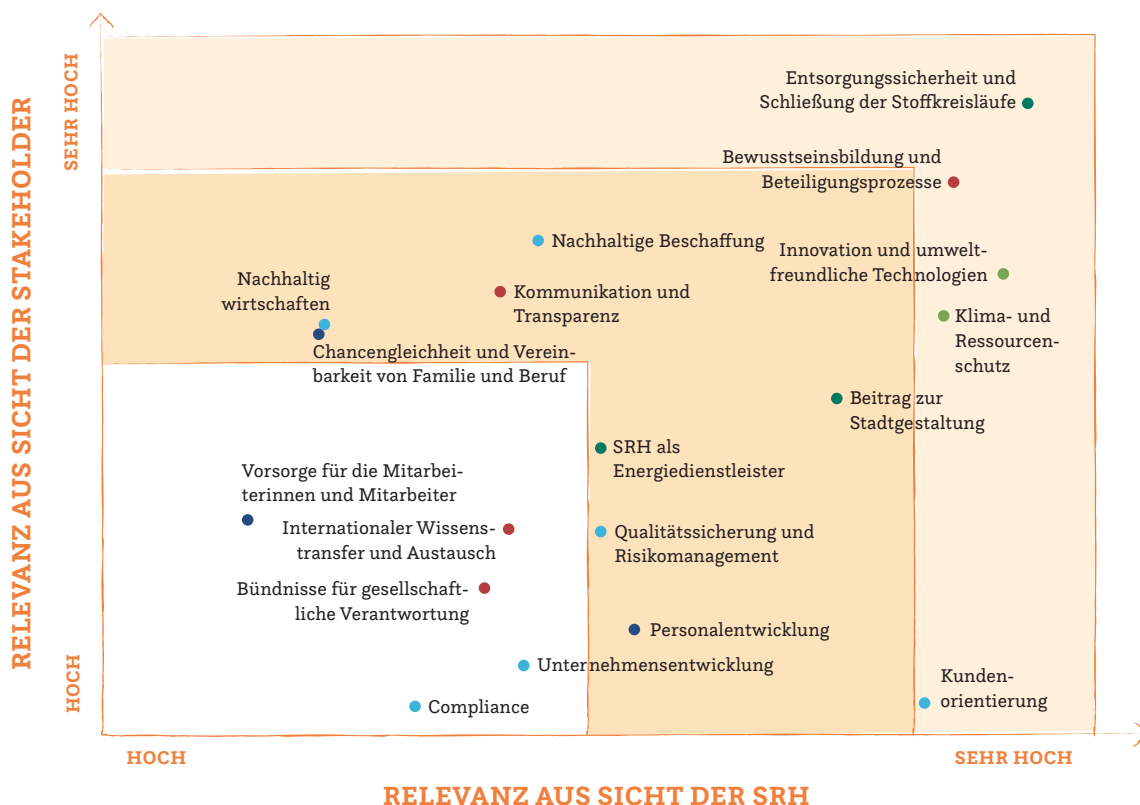 SEHR HOCH
RELEVANZ AUS SICHT DER STAKEHOLDER
HOCH
Entsorgungssicherheit und
Schließung der Stoffkreisläufe
Bewusstseinsbildung und
Beteiligungsprozesse
Nachhaltige Beschaffung
Innovation und umwelt-
freundliche Technologien
Nachhaltig
wirtschaften
Kommunikation und
Transparenz
Klima- und
Ressourcen-
schutz
Chancengleichheit und Verein-
barkeit von Familie und Beruf
Beitrag zur
Stadtgestaltung
SRH als
Energiedienstleister
Vorsorge für die Mitarbei-
terinnen und Mitarbeiter
Internationaler Wissens-
transfer und Austausch
Qualitätssicherung und
Risikomanagement
Bündnisse für gesellschaft-
liche Verantwortung
Personalentwicklung
Unternehmensentwicklung
Kunden-
orientierung
Compliance
HOCH
SEHR HOCH
RELEVANZ AUS SICHT DER SRH